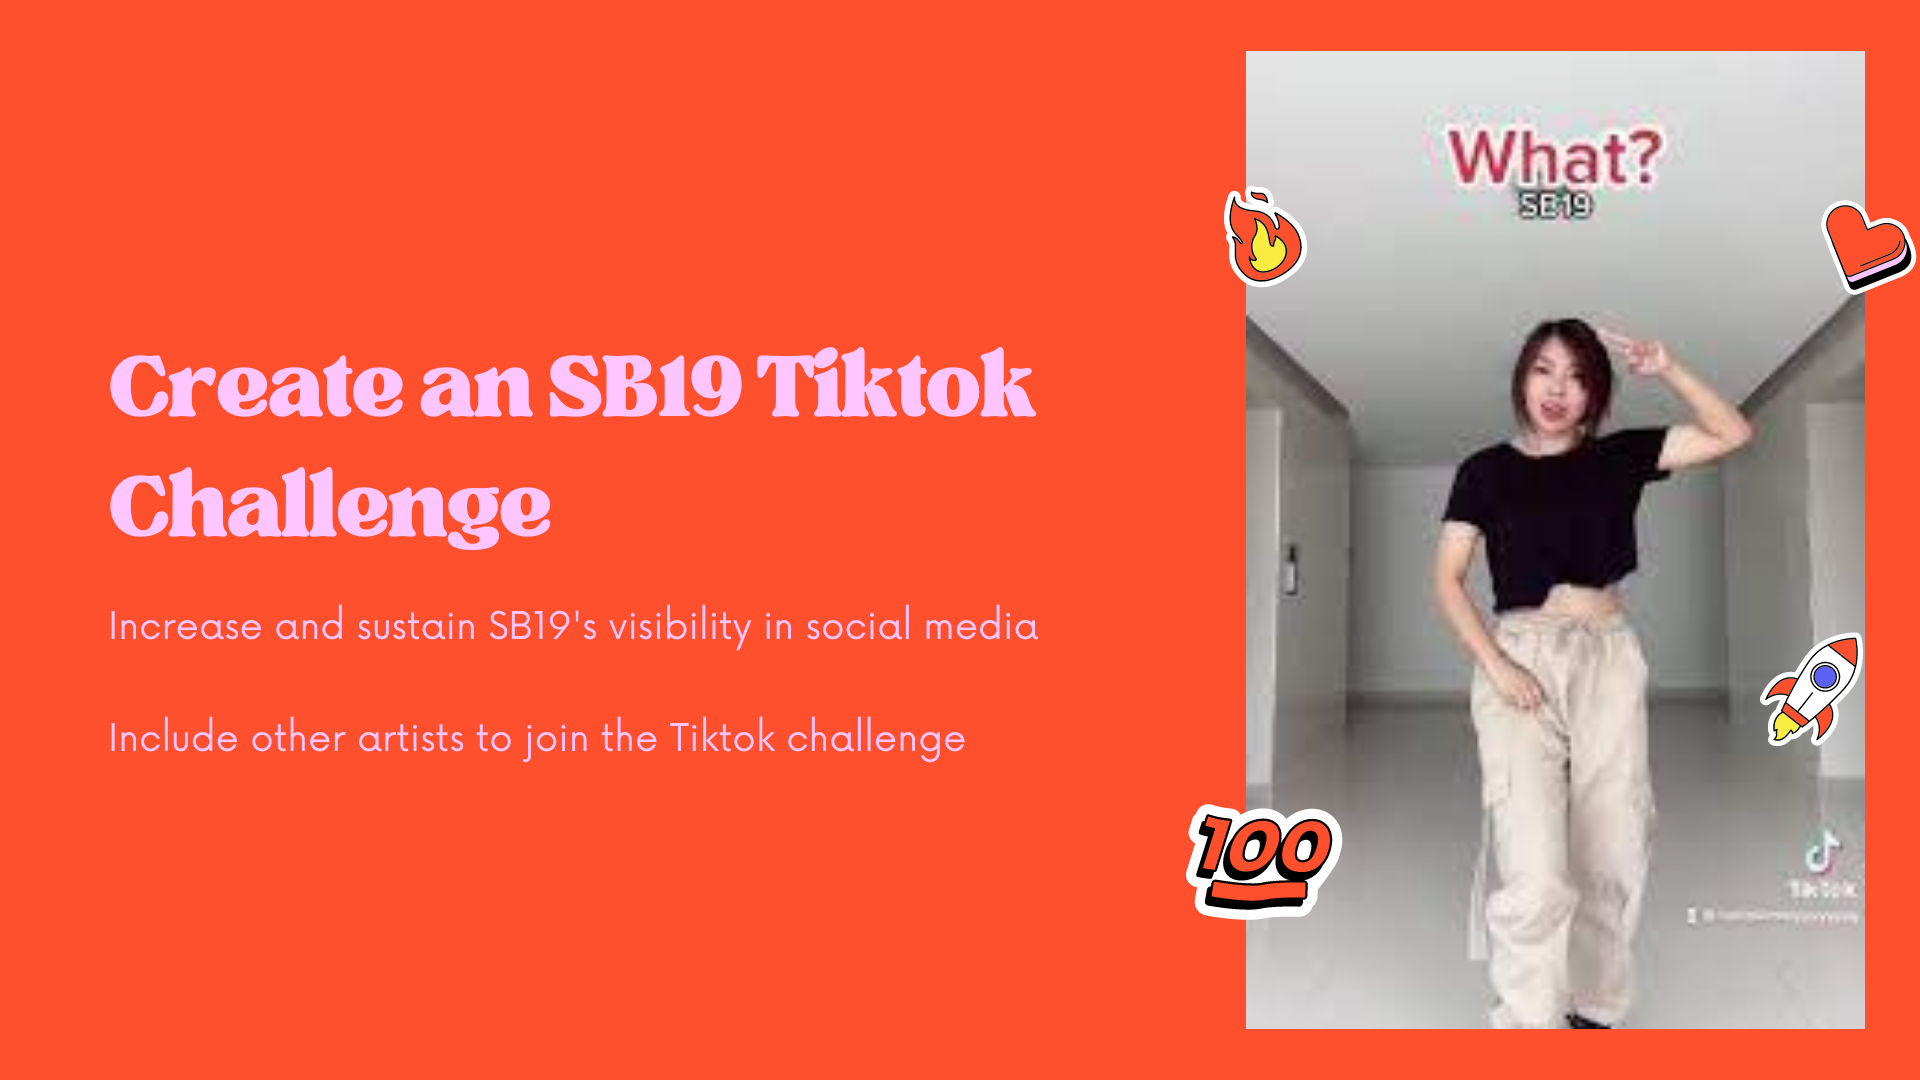 Create an SB19 Tiktok
Challenge
Increase and sustain SB19's visibility in social media
Include other artists to join the Tiktok challenge
What?
SB19
100
TikTok